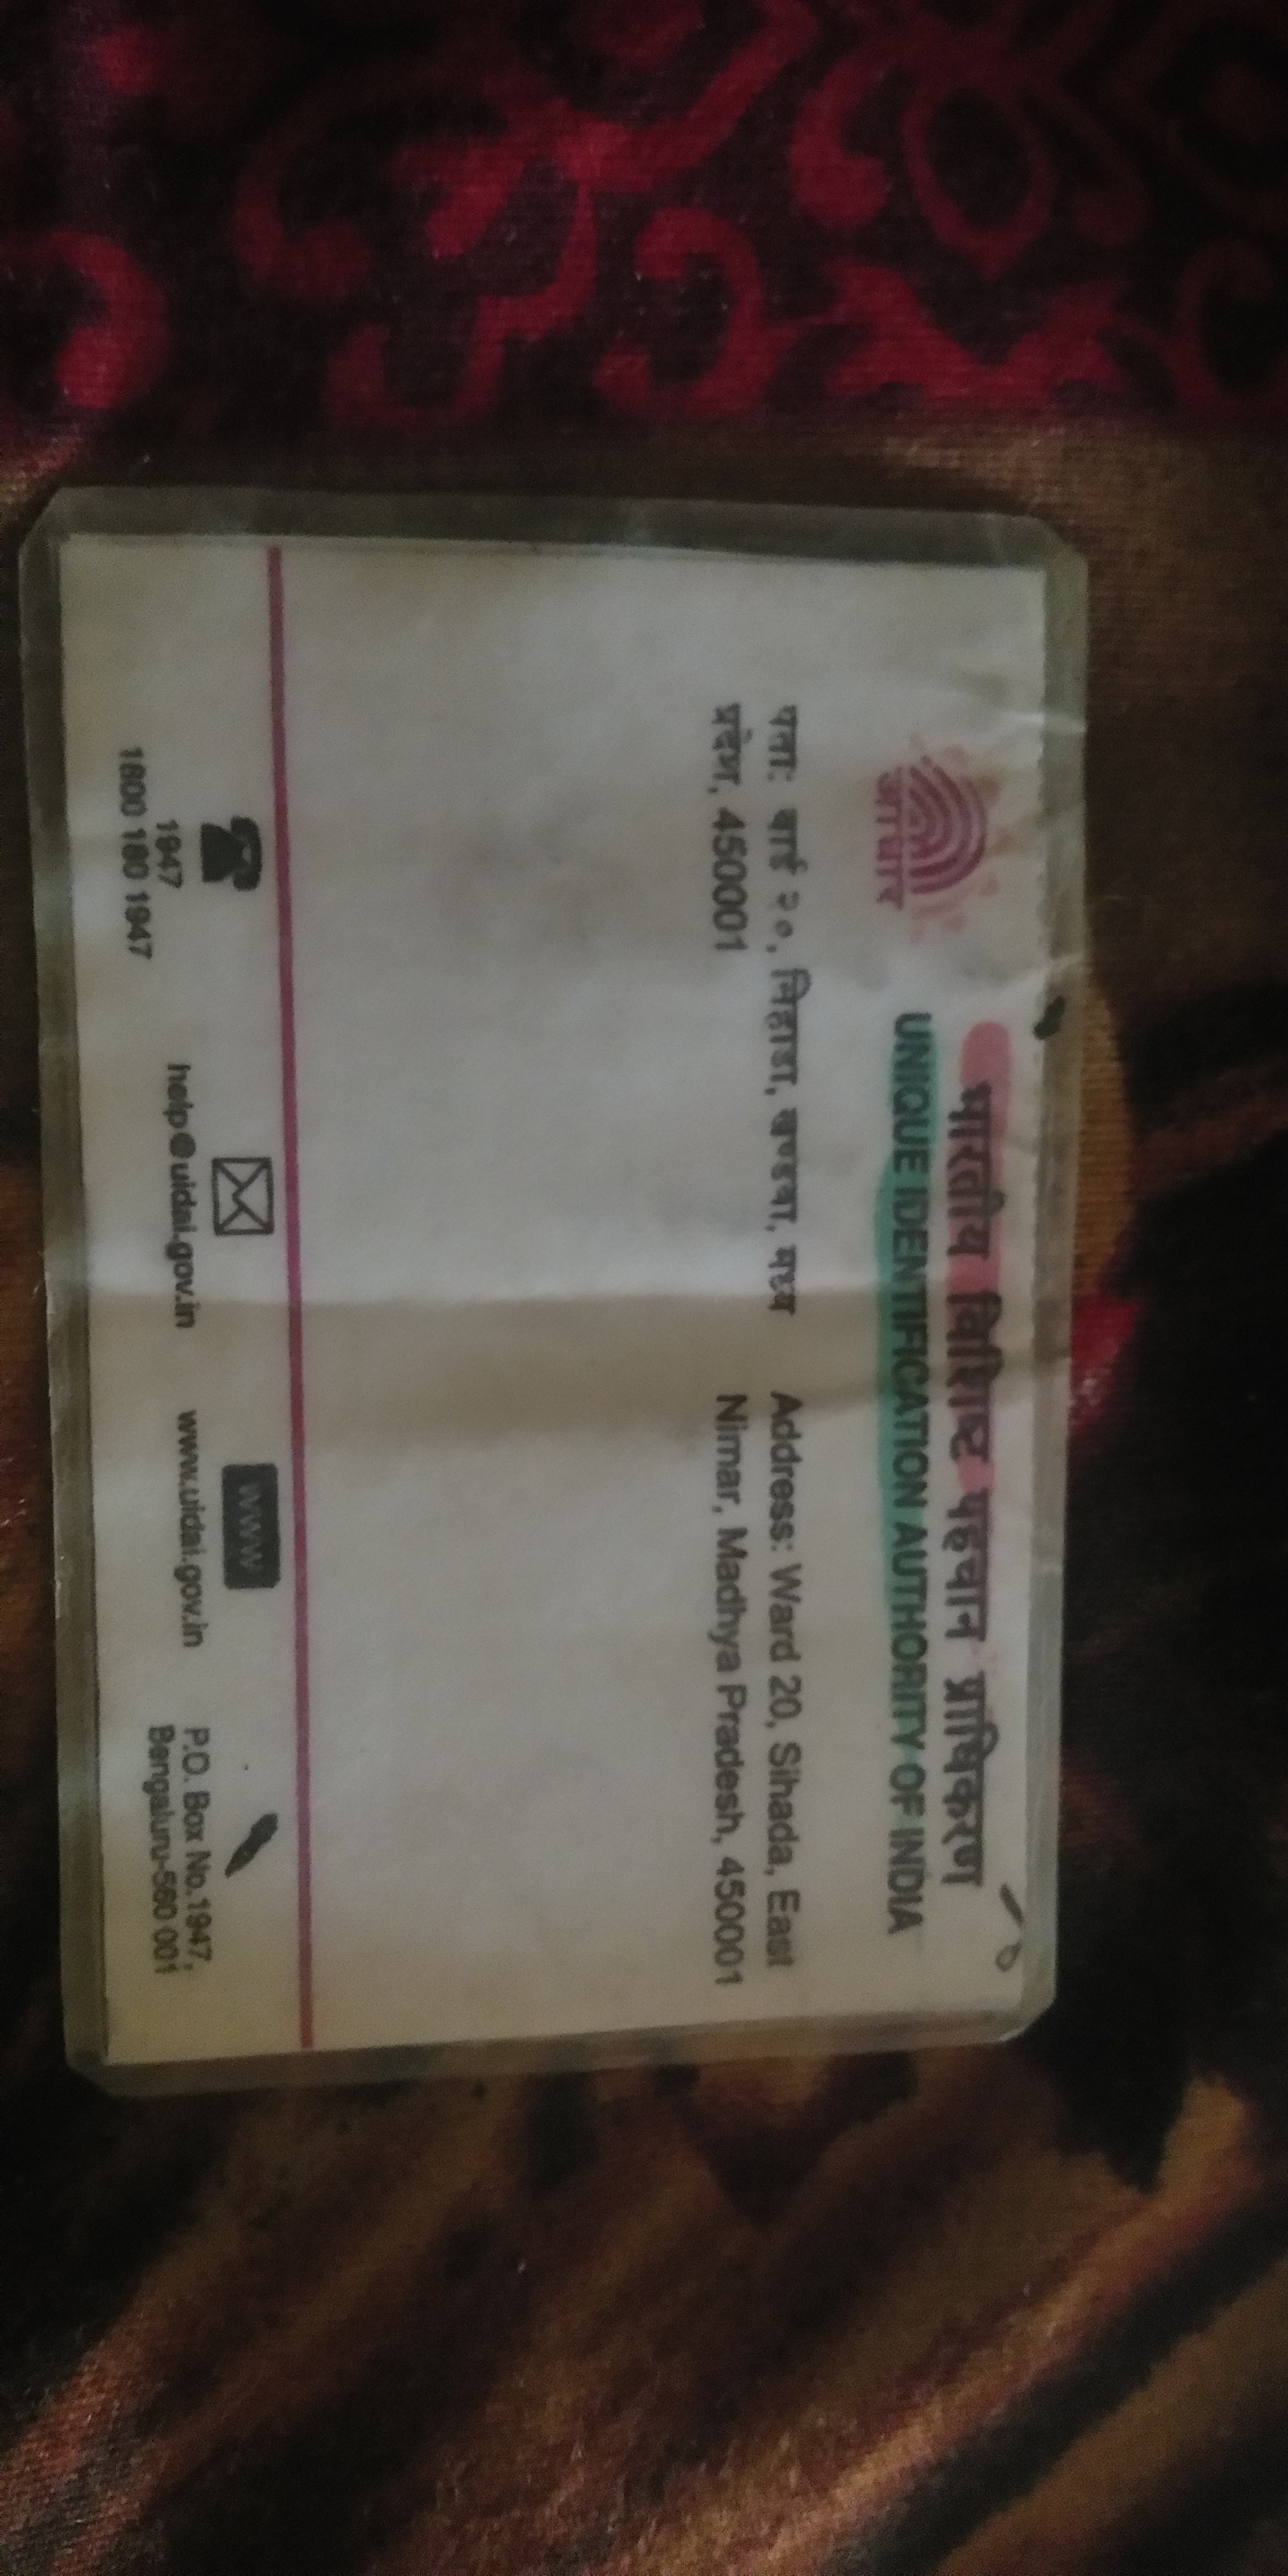 भारतीय विशिष्ट पहचान प्राधिकरण
UNIQUE IDENTIFICATION AUTHORITY OF INDIA
आधार
पता: वार्ड २०, सिहाडा, खण्डवा, मध्य
प्रदेश, 450001
Address: Ward 20, Sihada, East
Nimar, Madhya Pradesh, 450001
1947
1800 180 1947
help@uidai.gov.in
www
www.uidai.gov.in
P.O. Box No.1947,
Bengaluru-560 001